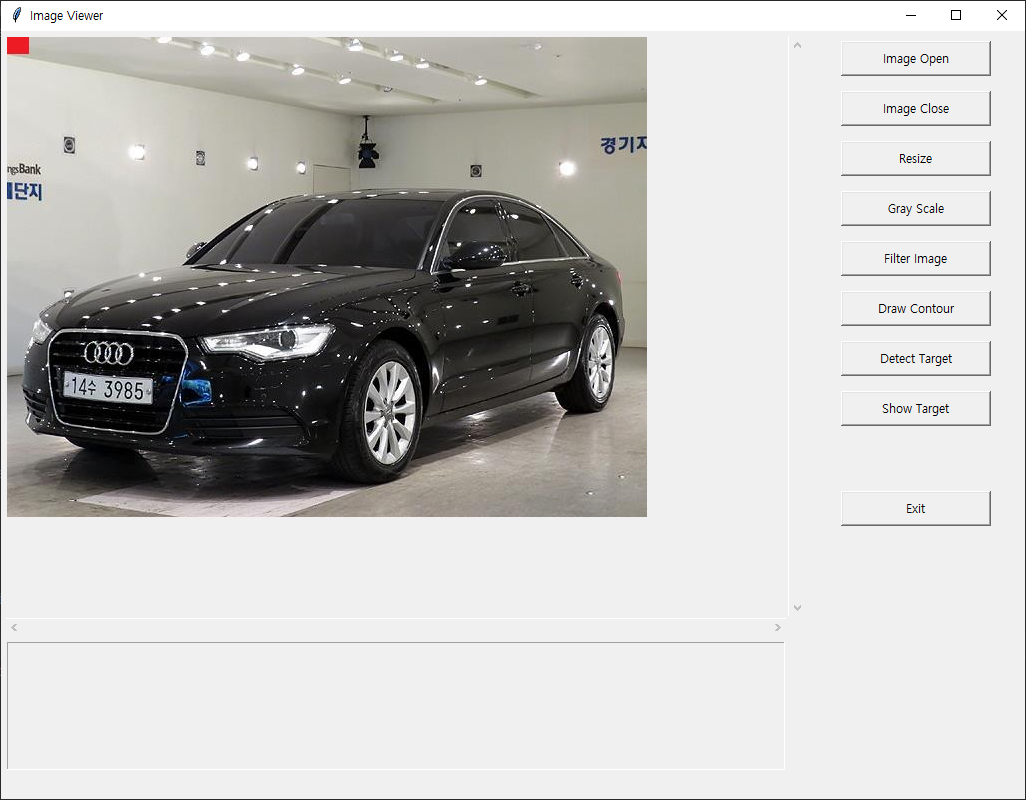 Image Viewer
Image Open
Image Close
Resize
Gray Scale
Filter Image
Draw Contour
Detect Target
Show Target
Exit
경기자
ngsBank
단지
14수 3985